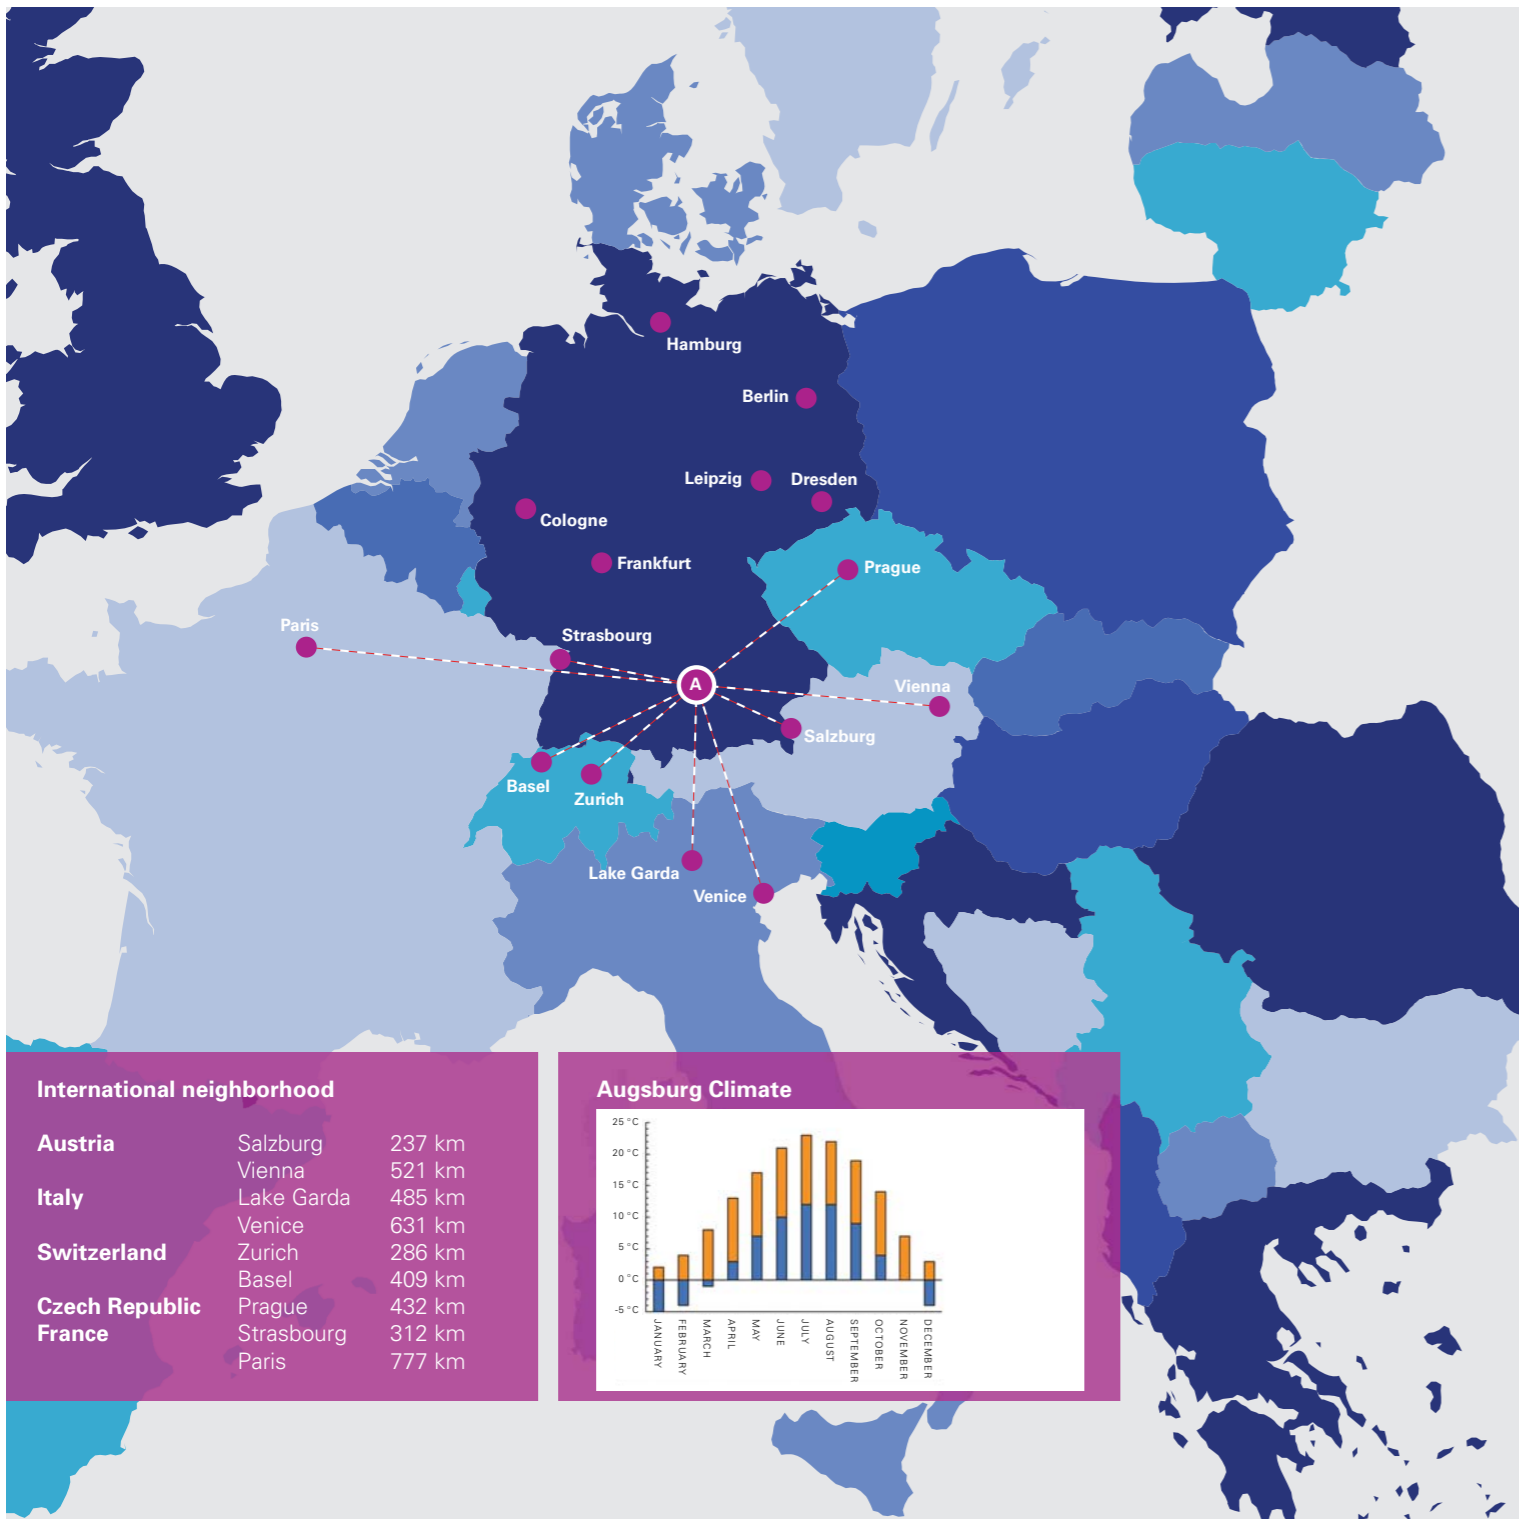 Hamburg
Berlin
Leipzig
Dresden
Cologne
Frankfurt
Prague
Paris
Strasbourg
A
Vienna
Salzburg
Basel
Zurich
Lake Garda
Venice
International neighborhood
Austria Salzburg 237 km
Vienna 521 km
Italy Lake Garda 485 km
Venice 631 km
Switzerland Zurich 286 km
Basel 409 km
Czech Republic Prague 432 km
France Strasbourg 312 km
Paris 777 km
Augsburg Climate
25 °C
20 °C
15 °C
10 °C
5 °C
0 °C
-5 °C
JANUARY
FEBRUARY
MARCH
APRIL
MAY
JUNE
JULY
AUGUST
SEPTEMBER
OCTOBER
NOVEMBER
DECEMBER